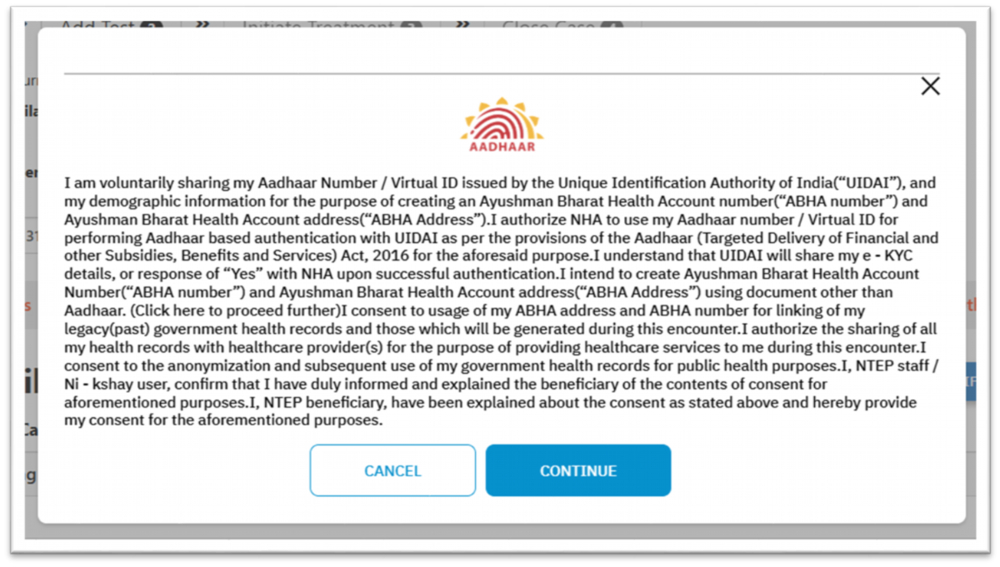 Add Test 2 » Initiate Treatment 3 » Close Case 4
AADHAAR
I am voluntarily sharing my Aadhaar Number / Virtual ID issued by the Unique Identification Authority of India(“UIDAI”), and
my demographic information for the purpose of creating an Ayushman Bharat Health Account number(“ABHA number”) and
Ayushman Bharat Health Account address(“ABHA Address”).I authorize NHA to use my Aadhaar number / Virtual ID for
performing Aadhaar based authentication with UIDAI as per the provisions of the Aadhaar (Targeted Delivery of Financial and
other Subsidies, Benefits and Services) Act, 2016 for the aforesaid purpose.I understand that UIDAI will share my e - KYC
details, or response of “Yes” with NHA upon successful authentication.I intend to create Ayushman Bharat Health Account
Number(“ABHA number”) and Ayushman Bharat Health Account address(“ABHA Address”) using document other than
Aadhaar. (Click here to proceed further)I consent to usage of my ABHA address and ABHA number for linking of my
legacy(past) government health records and those which will be generated during this encounter.I authorize the sharing of all
my health records with healthcare provider(s) for the purpose of providing healthcare services to me during this encounter.I
consent to the anonymization and subsequent use of my government health records for public health purposes.I, NTEP staff /
Ni - kshay user, confirm that I have duly informed and explained the beneficiary of the contents of consent for
aforementioned purposes.I, NTEP beneficiary, have been explained about the consent as stated above and hereby provide
my consent for the aforementioned purposes.
CANCEL
CONTINUE